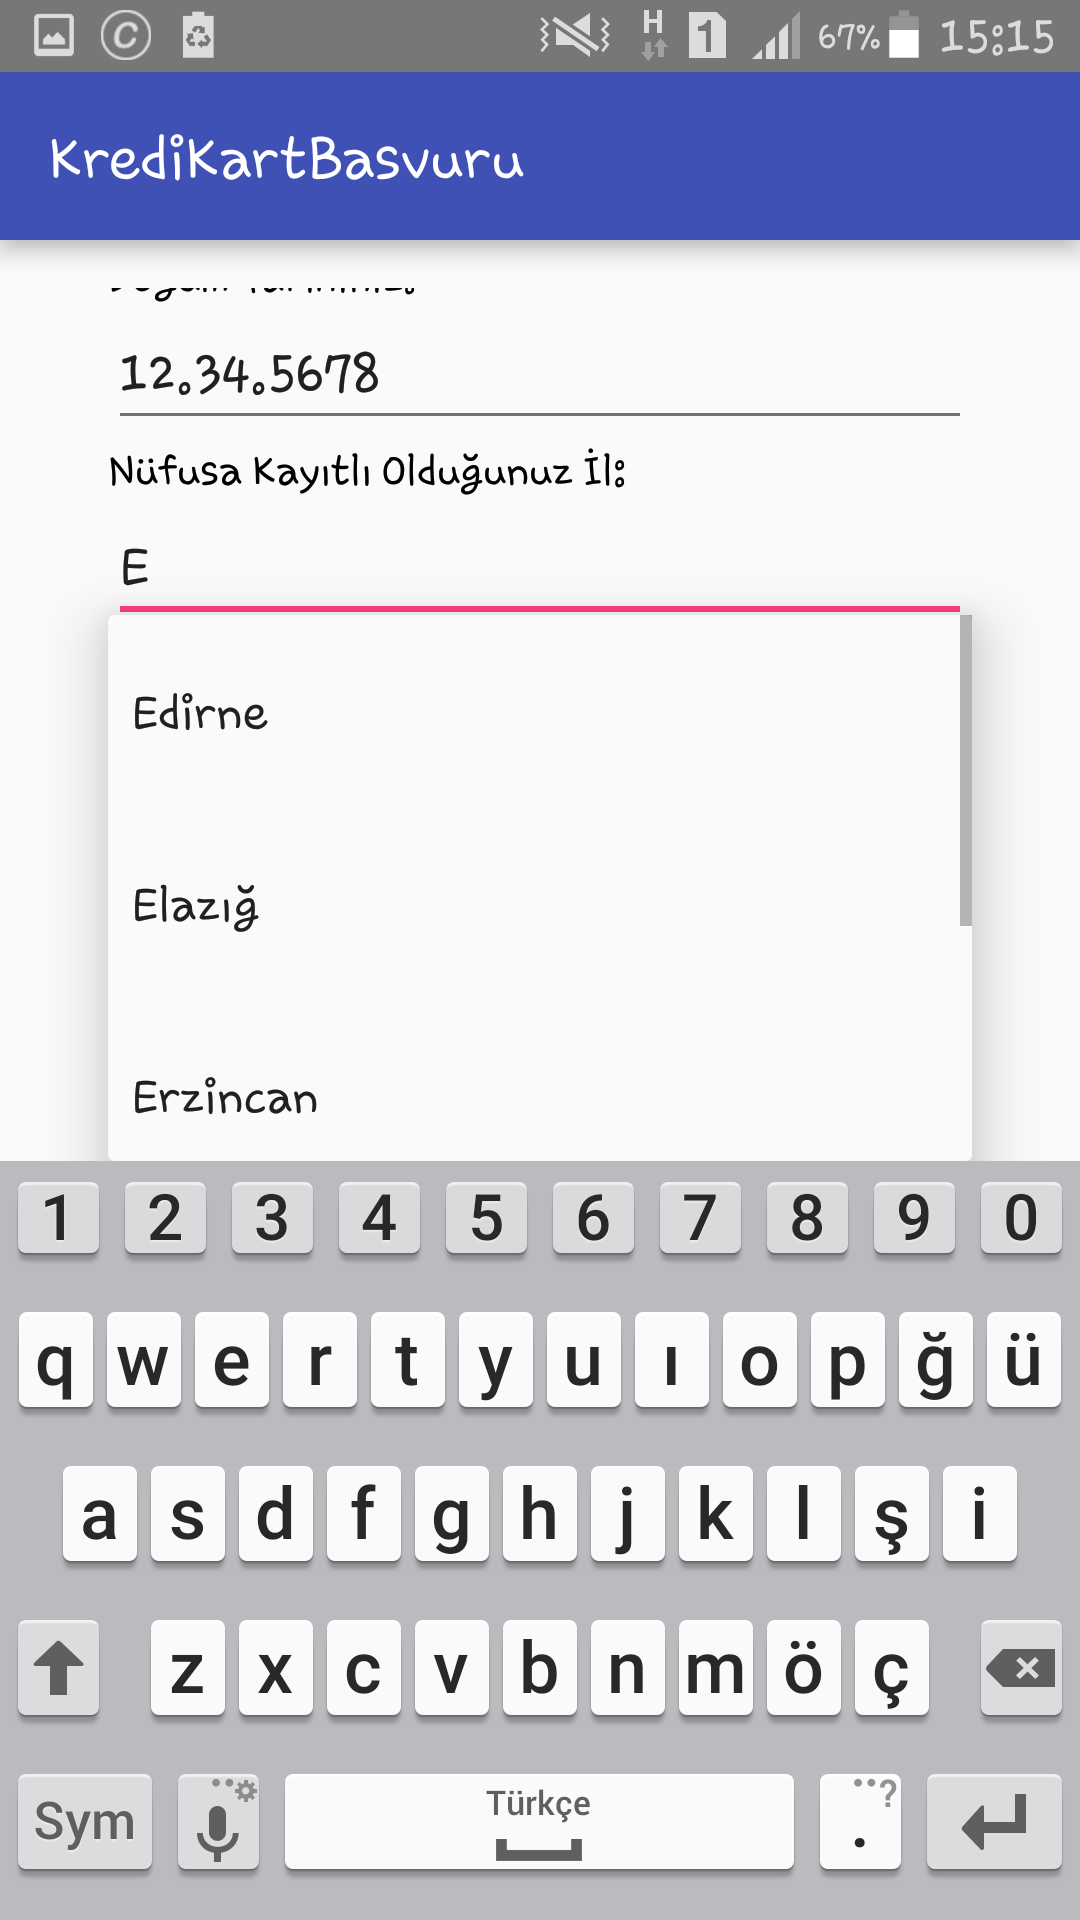 H 1 67% 15:15
KrediKartBasvuru
12.34.5678
Nüfusa Kayıtlı Olduğunuz İl:
E
Edirne
Elazığ
Erzincan
1 2 3 4 5 6 7 8 9 0
q w e r t y u ı o p ğ ü
a s d f g h j k l ş i
z x c v b n m ö ç
Sym Türkçe . ?